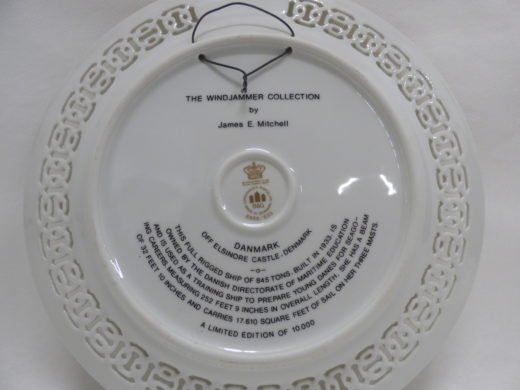 THE WINDJAMMER COLLECTION
by
James E. Mitchell
B&G
DANMARK
OFF ELSINORE CASTLE-DENMARK
-o-
THIS FULL RIGGED SHIP OF 845 TONS, BUILT IN 1933, IS
OWNED BY THE DANISH DIRECTORATE OF MARITIME EDUCATION
AND IS USED AS A TRAINING SHIP TO PREPARE YOUNG DANES FOR SEAGO-
ING CAREERS. MEASURING 252 FEET 9 INCHES IN OVERALL LENGTH, SHE HAS A BEAM
OF 32 FEET 10 INCHES AND CARRIES 17.610 SQUARE FEET OF SAIL ON HER THREE MASTS.
A LIMITED EDITION OF 10.000